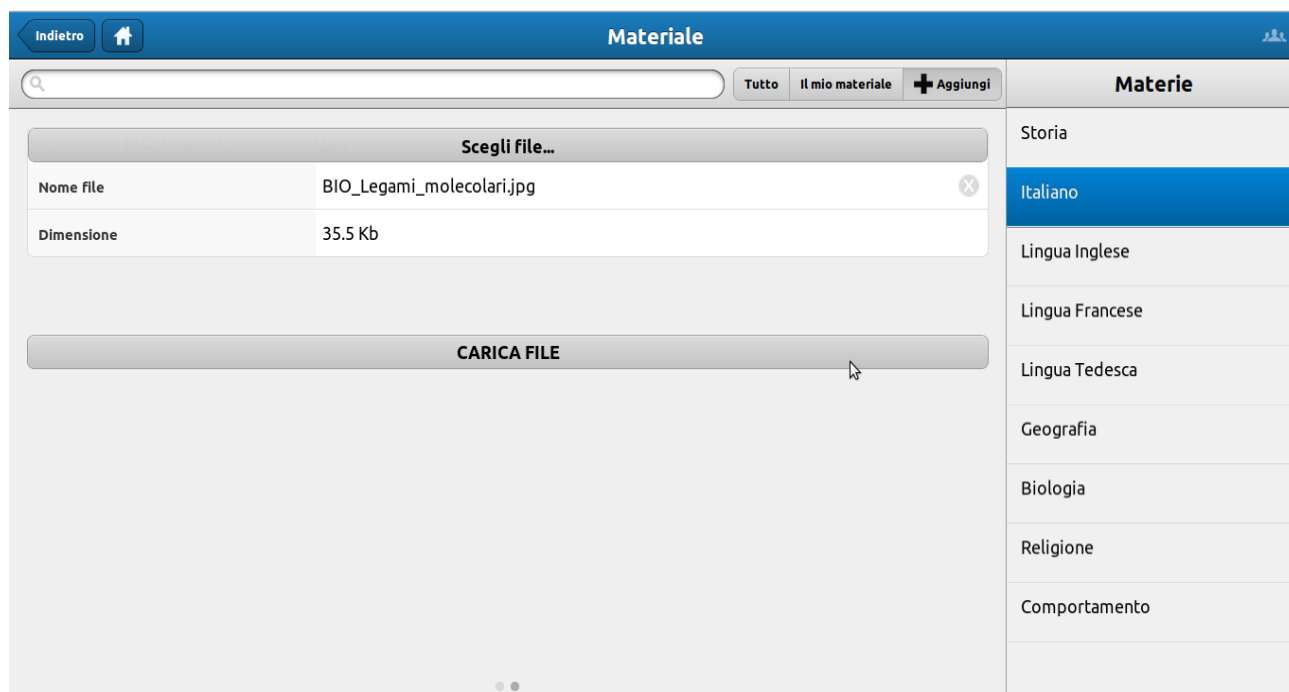 Indietro
Materiale
Tutto Il mio materiale Aggiungi
Scegli file...
Nome file BIO_Legami_molecolari.jpg
Dimensione 35.5 Kb
CARICA FILE
Materie
Storia
Italiano
Lingua Inglese
Lingua Francese
Lingua Tedesca
Geografia
Biologia
Religione
Comportamento